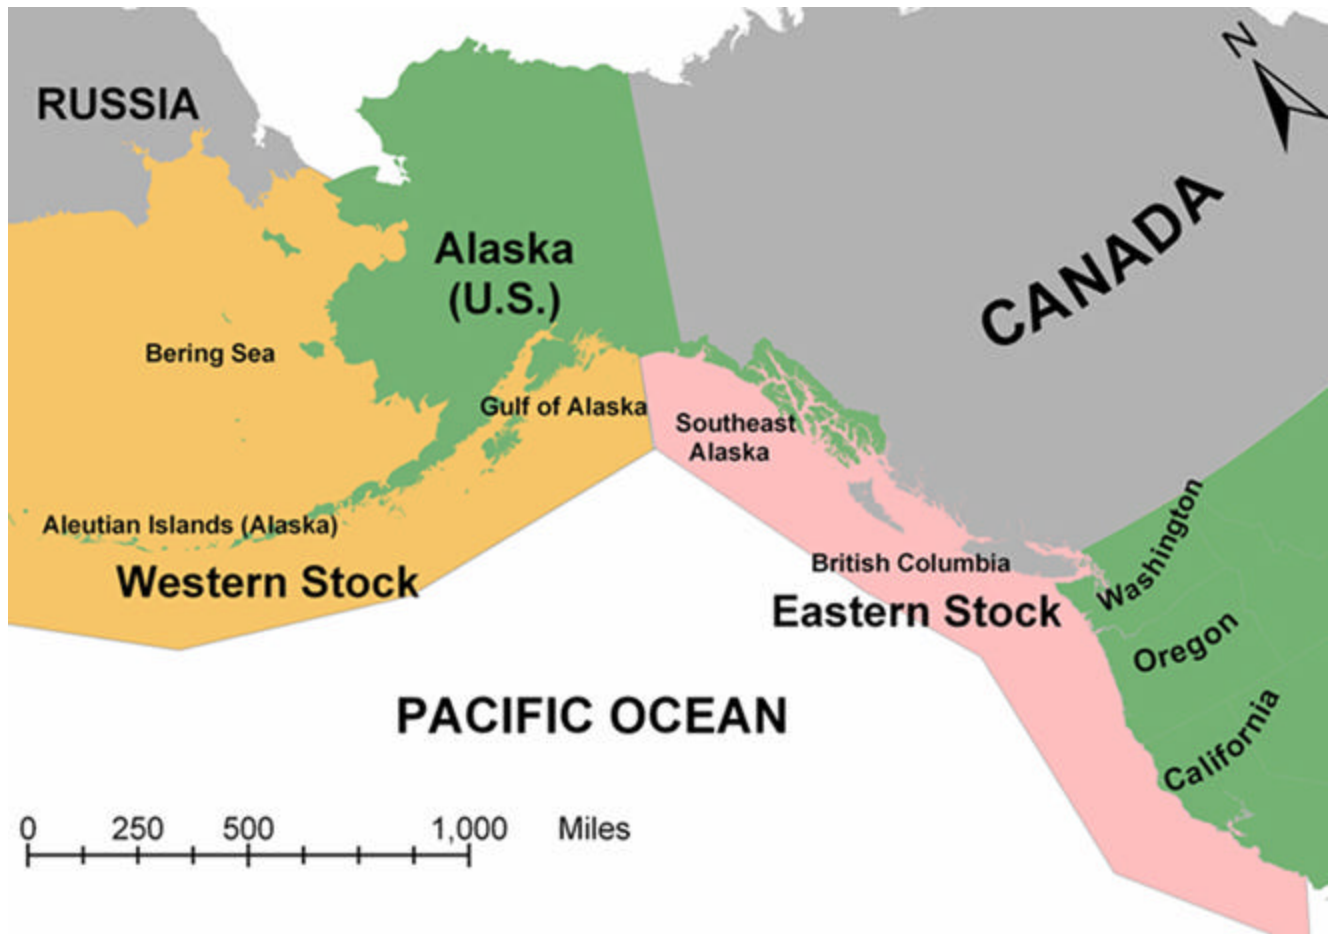 N
RUSSIA
CANADA
Alaska
(U.S.)
Bering Sea
Gulf of Alaska
Southeast
Alaska
Aleutian Islands (Alaska)
Western Stock
British Columbia
Eastern Stock
Washington
Oregon
California
PACIFIC OCEAN
0 250 500 1,000 Miles